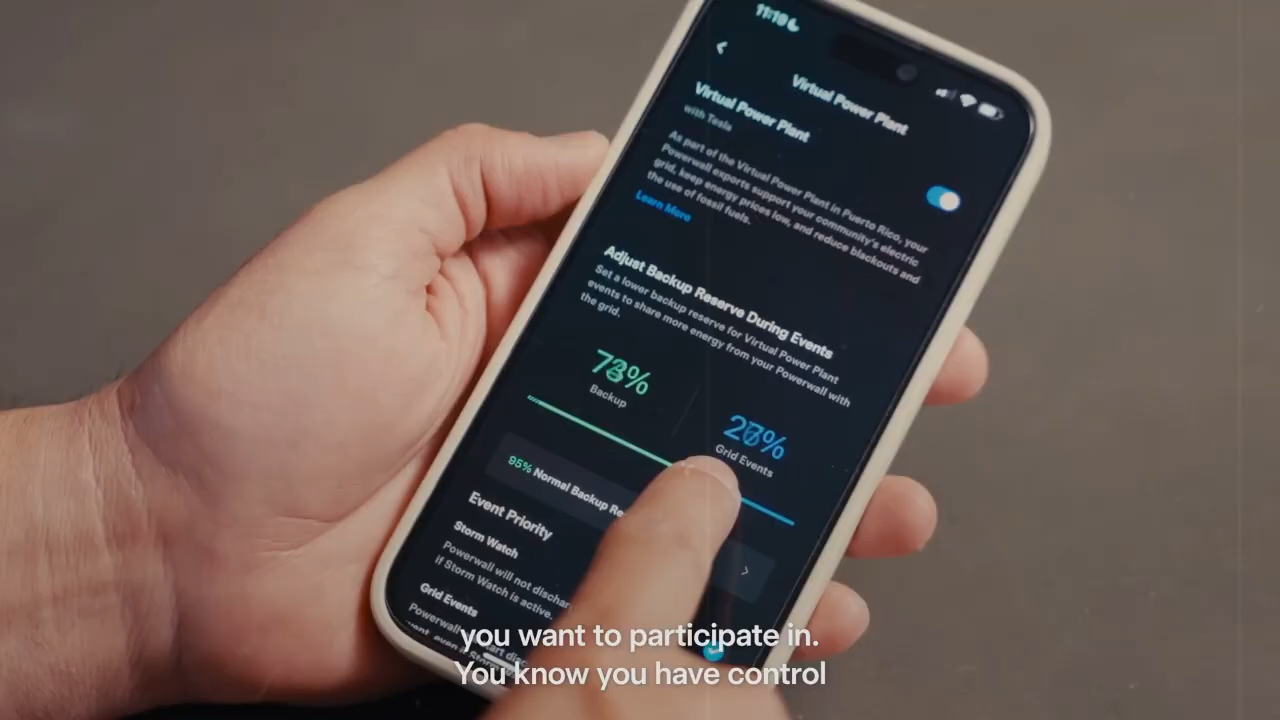 11:19
Virtual Power Plant
Virtual Power Plant
with Tesla
As part of the Virtual Power Plant in Puerto Rico, your
Powerwall exports support your community's electric
grid, keep energy prices low, and reduce blackouts and
the use of fossil fuels.
Learn More
Adjust Backup Reserve During Events
Set a lower backup reserve for Virtual Power Plant
events to share more energy from your Powerwall with
the grid.
Backup
Grid Events
95% Normal Backup
Event Priority
Storm Watch
Powerwall will not
if Storm Watch is active.
Grid Events
Powerwall
you want to participate in.
You know you have control